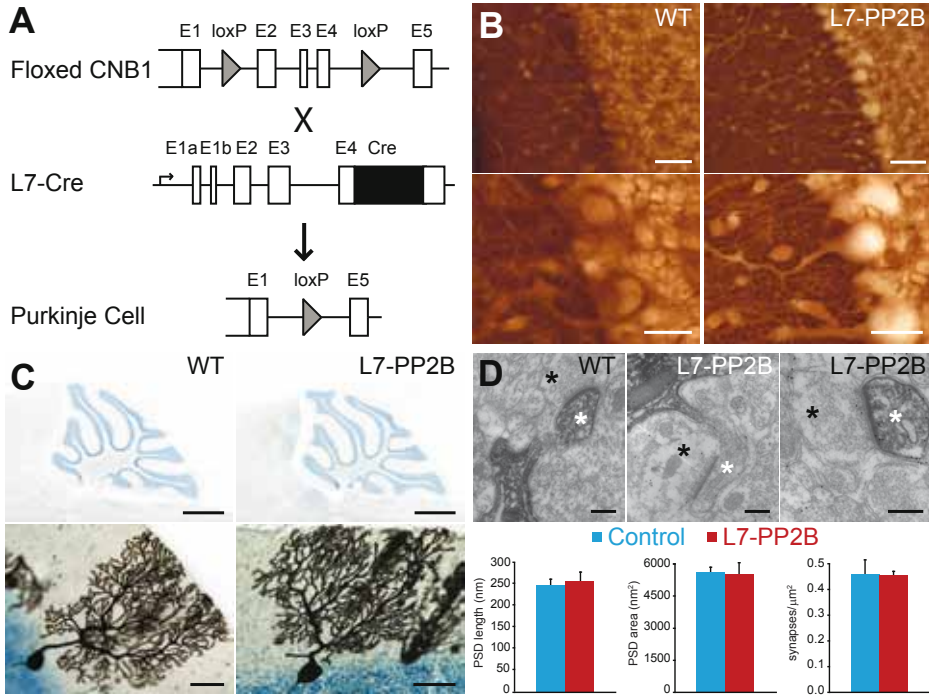 A
E1 loxP E2 E3 E4 loxP E5
Floxed CNB1
X
E1a E1b E2 E3 E4 Cre
L7-Cre
E1 loxP E5
Purkinje Cell
B
WT
L7-PP2B
C
WT
L7-PP2B
D
WT
L7-PP2B
L7-PP2B
*
*
*
*
*
*
Control
L7-PP2B
PSD length (nm)
300
250
200
150
100
50
0
PSD area (nm²)
6000
4500
3000
1500
0
synapses/μm²
0.5
0.4
0.2
0.1
0.0